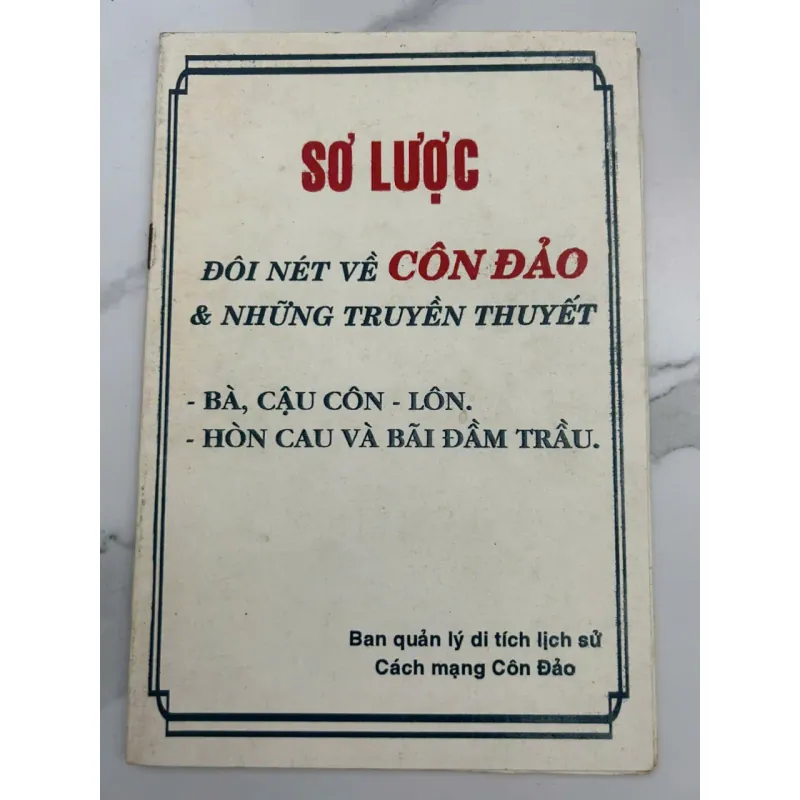 SƠ LƯỢC
ĐÔI NÉT VỀ CÔN ĐẢO
& NHỮNG TRUYỀN THUYẾT
- BÀ, CẬU CÔN - LÔN.
- HÒN CAU VÀ BÃI ĐẦM TRẦU.
Ban quản lý di tích lịch sử
Cách mạng Côn Đảo